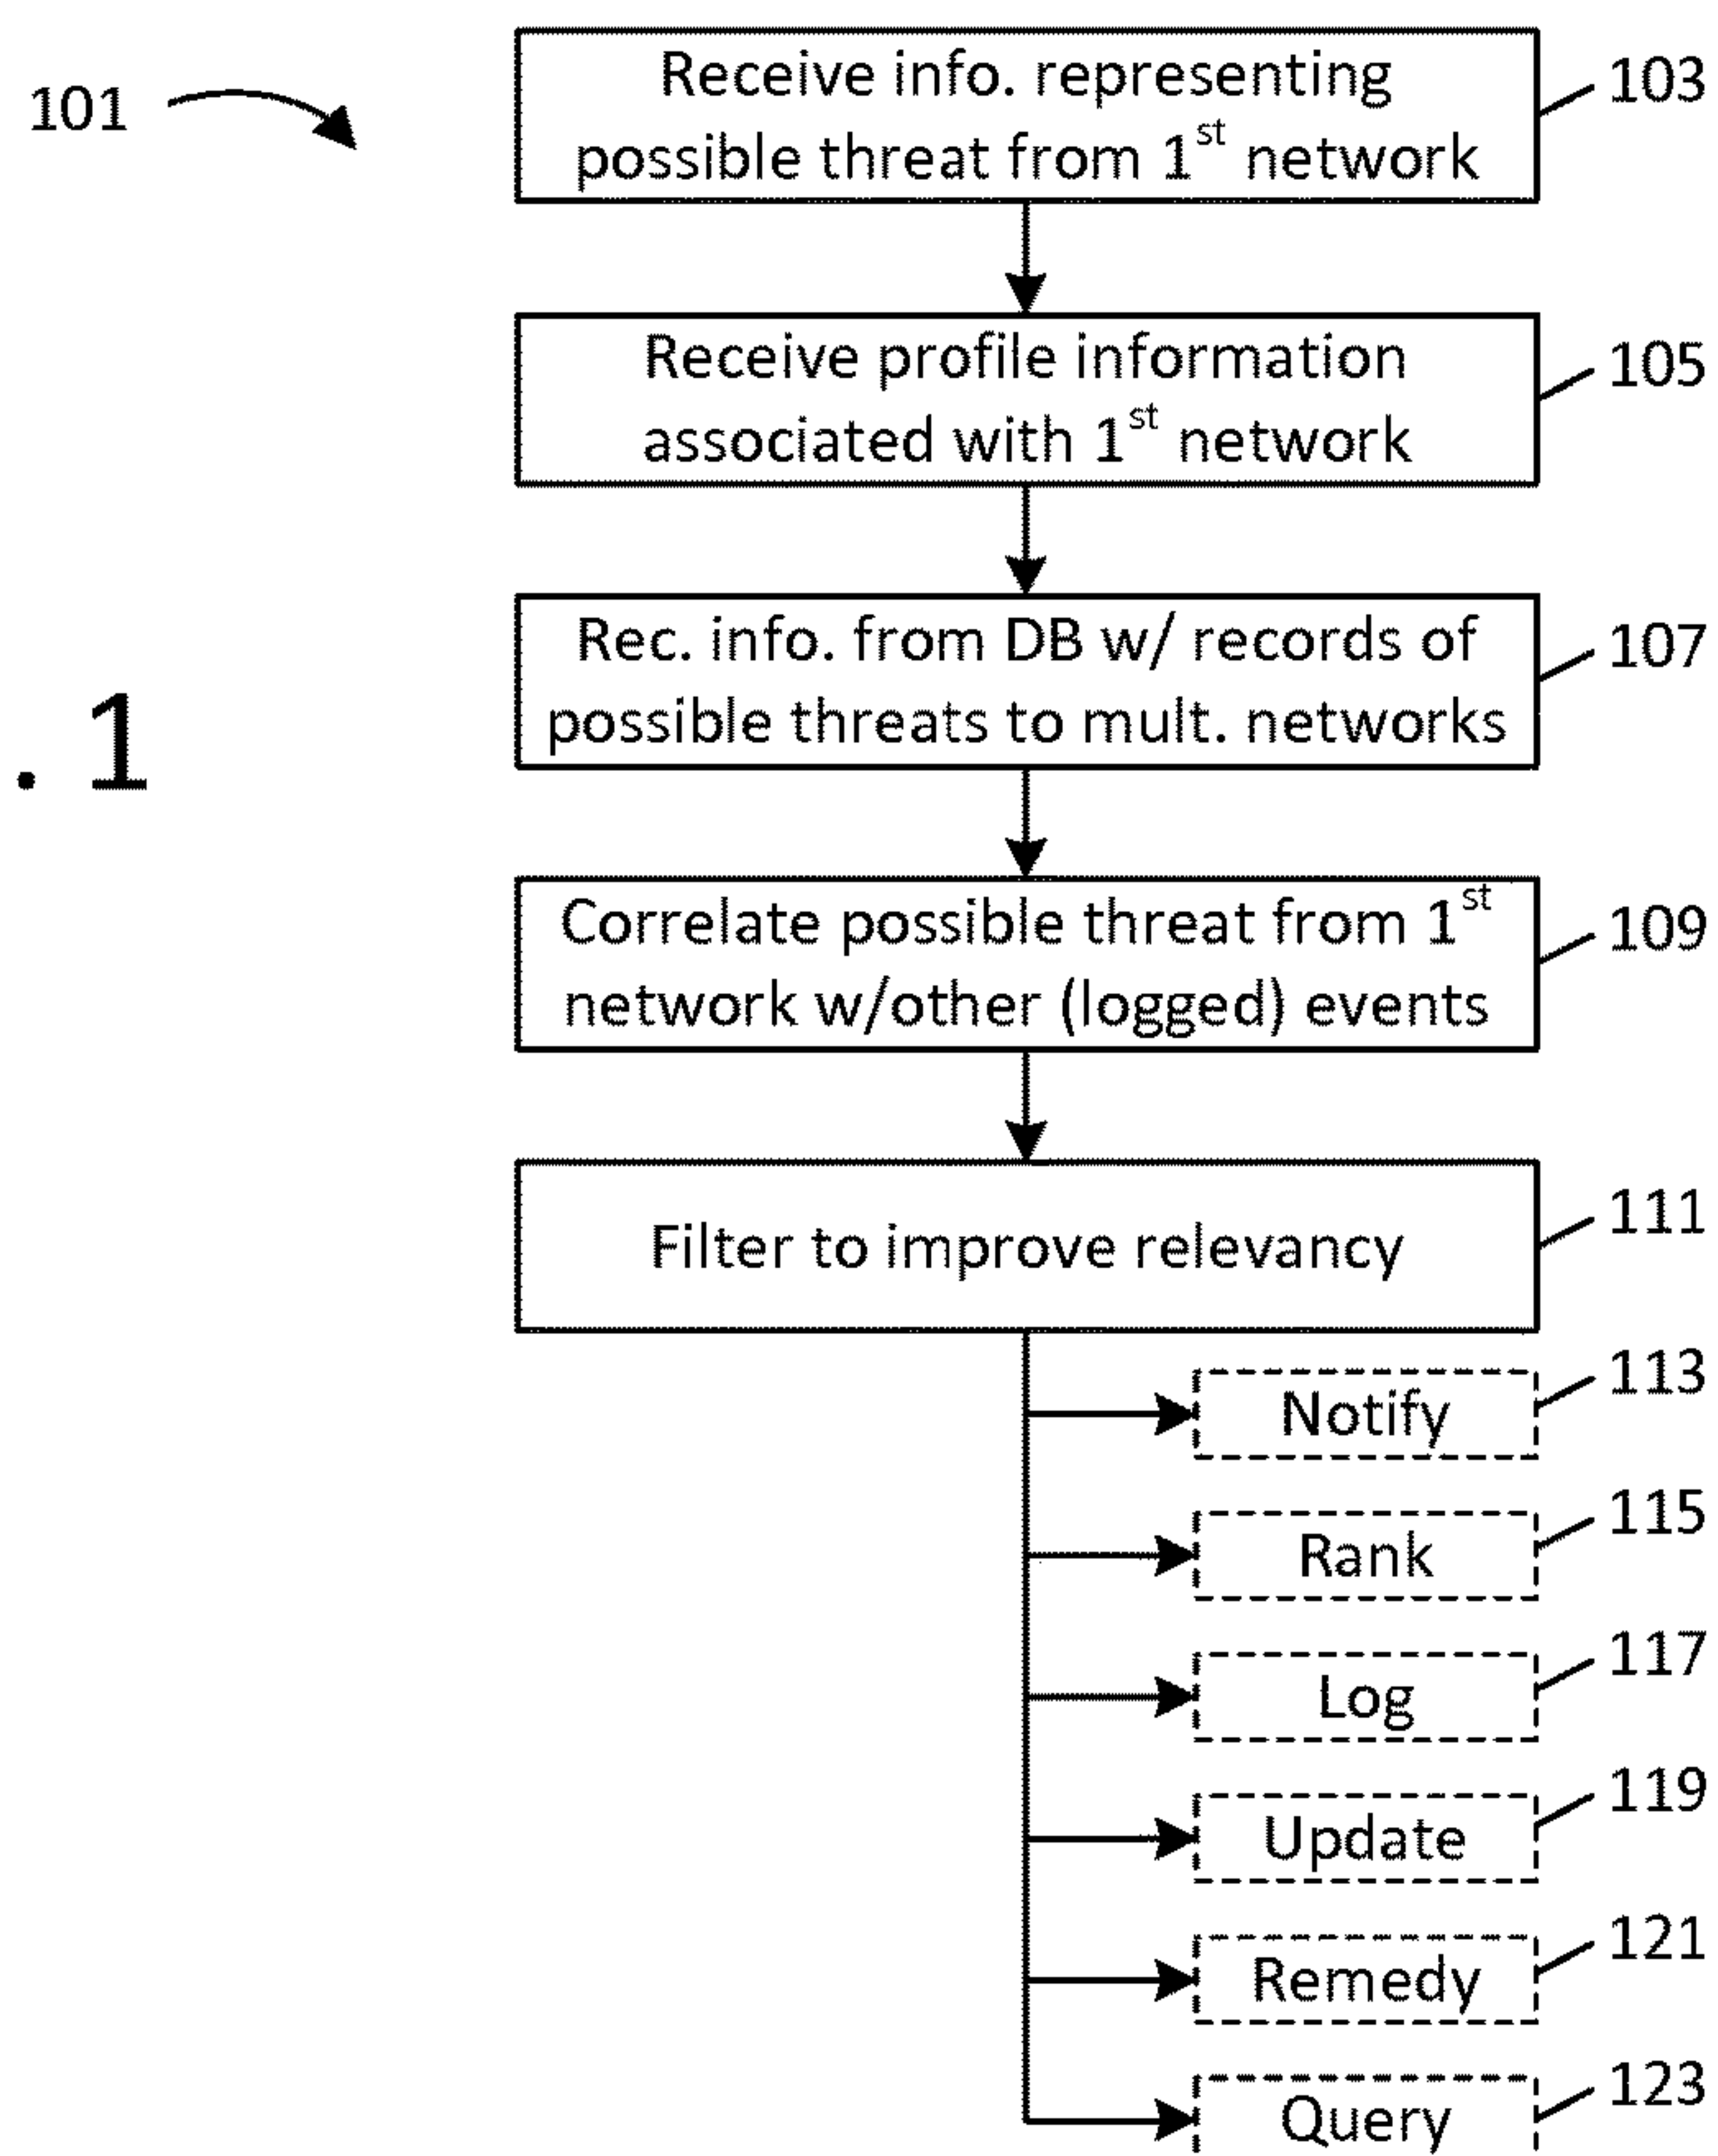 101
Receive info. representing
possible threat from 1st network
103
Receive profile information
associated with 1st network
105
Rec. info. from DB w/ records of
possible threats to mult. networks
107
. 1
Correlate possible threat from 1st
network w/other (logged) events
109
Filter to improve relevancy
111
Notify
113
Rank
115
Log
117
Update
119
Remedy
121
Query
123